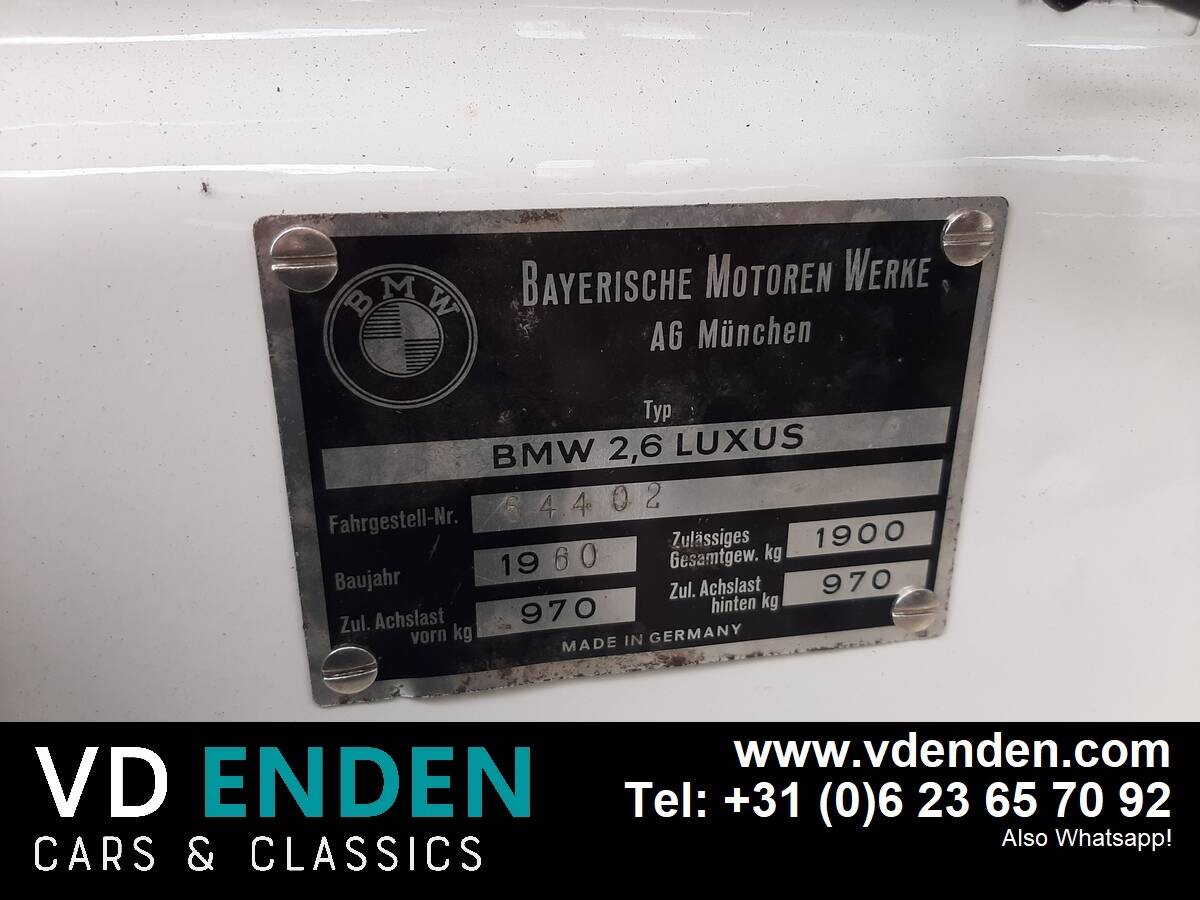 BMW
BAYERISCHE MOTOREN WERKE
AG München
Typ
BMW 2,6 LUXUS
Fahrgestell-Nr. 64402
Baujahr 1960
Zulässiges
Gesamtgew. kg 1900
Zul. Achslast
vorn kg 970
Zul. Achslast
hinten kg 970
MADE IN GERMANY
VD ENDEN
CARS & CLASSICS
www.vdenden.com
Tel: +31 (0)6 23 65 70 92
Also Whatsapp!